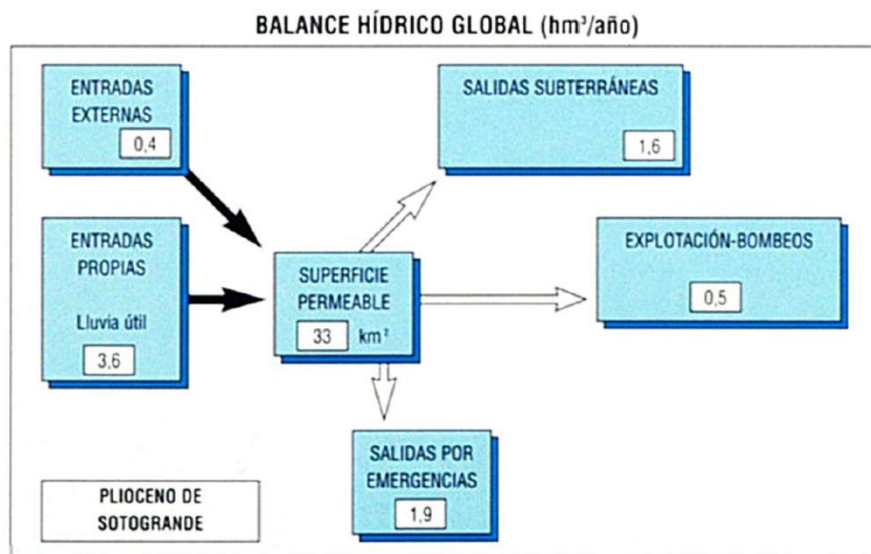 BALANCE HÍDRICO GLOBAL (hm³/año)
ENTRADAS
EXTERNAS
0,4
SALIDAS SUBTERRÁNEAS
1,6
ENTRADAS
PROPIAS
Lluvia útil
3,6
SUPERFICIE
PERMEABLE
33 km²
EXPLOTACIÓN-BOMBEOS
0,5
SALIDAS POR
EMERGENCIAS
1,9
PLIOCENO DE
SOTOGRANDE